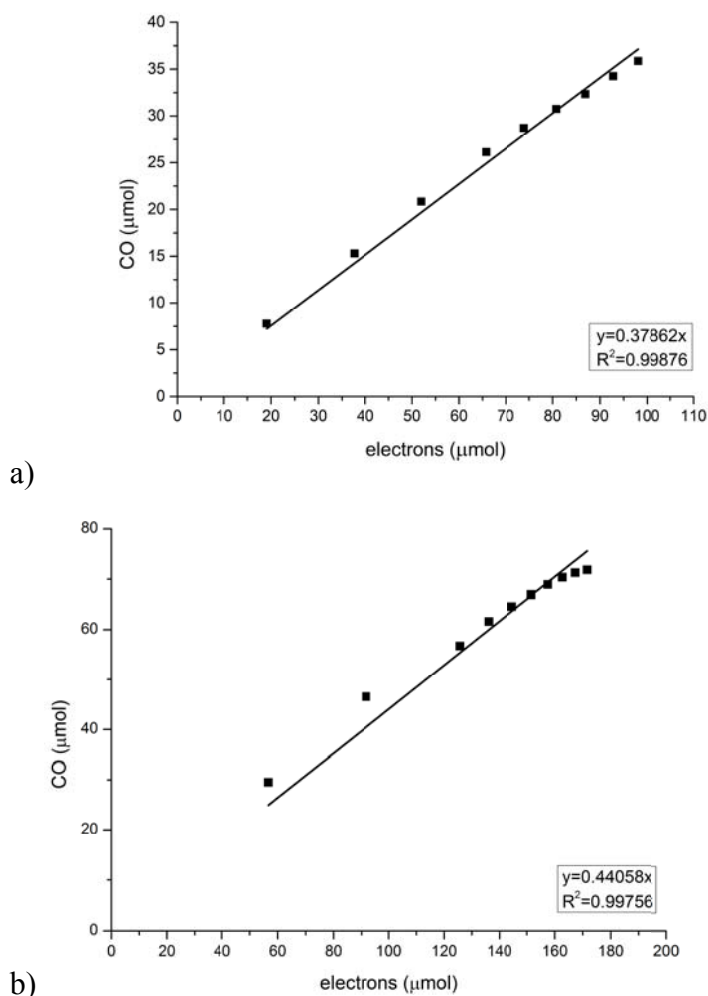 40
35
30
25
20
15
10
5
0
CO (μmol)
y=0.37862x
R²=0.99876
0 10 20 30 40 50 60 70 80 90 100 110
electrons (μmol)
a)
80
60
40
20
0
CO (μmol)
y=0.44058x
R²=0.99756
0 20 40 60 80 100 120 140 160 180 200
electrons (μmol)
b)